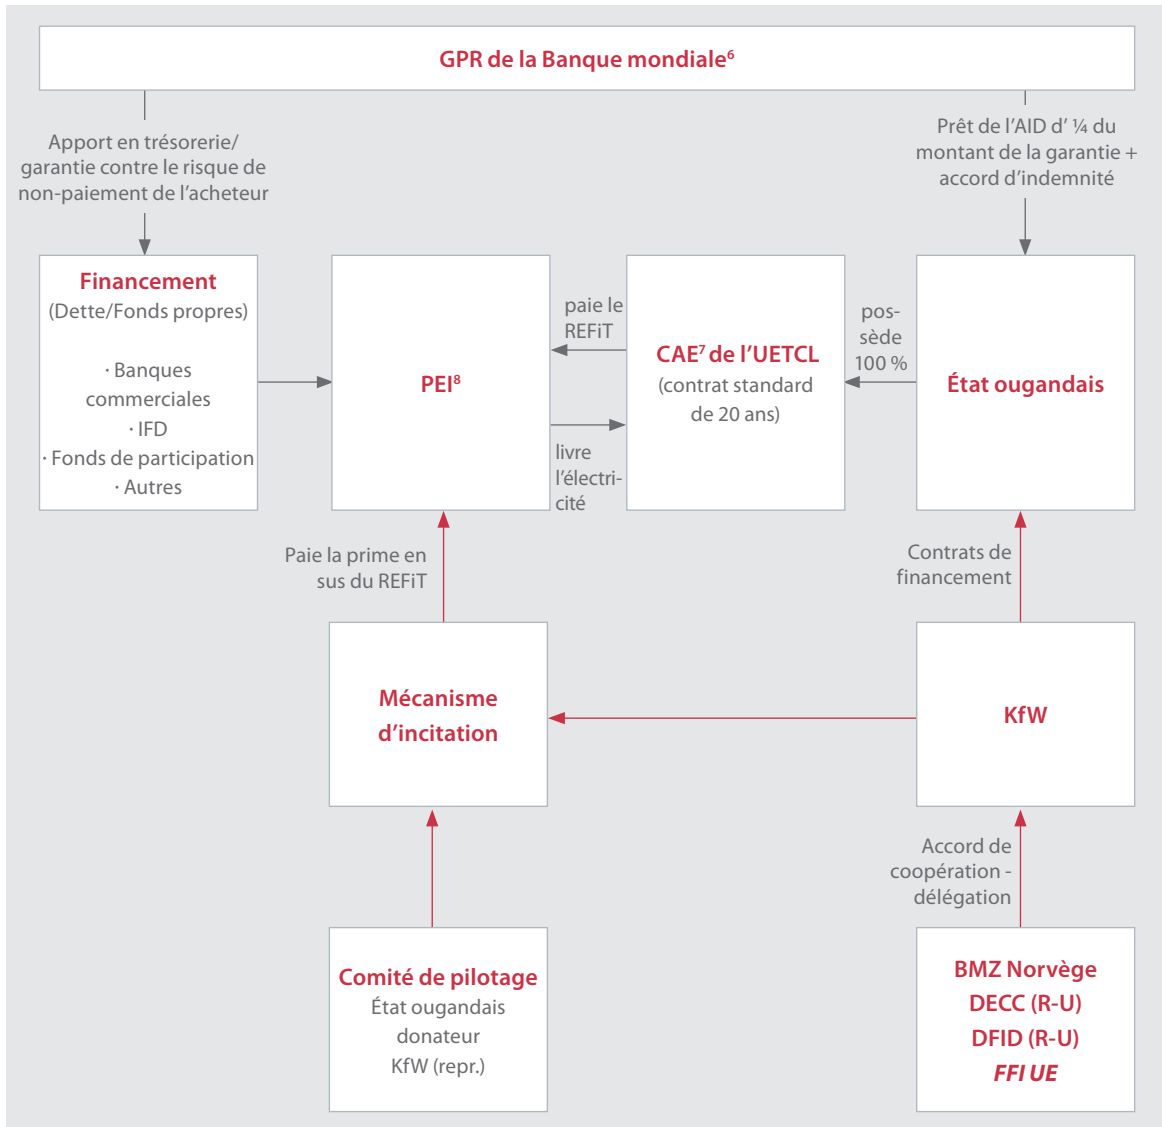 GPR de la Banque mondiale⁶
Apport en trésorerie/
garantie contre le risque de
non-paiement de l’acheteur
Prêt de l’AID d’ ¼ du
montant de la garantie +
accord d’indemnité
Financement
(Dette/Fonds propres)
· Banques
commerciales
· IFD
· Fonds de participation
· Autres
PEI⁸
paie le
REFiT
livre
l’électri-
cité
CAE⁷ de l’UETCL
(contrat standard
de 20 ans)
pos-
sède
100 %
État ougandais
Paie la prime en
sus du REFiT
Contrats de
financement
Mécanisme
d’incitation
KfW
Accord de
coopération -
délégation
Comité de pilotage
État ougandais
donateur
KfW (repr.)
BMZ Norvège
DECC (R-U)
DFID (R-U)
FFI UE